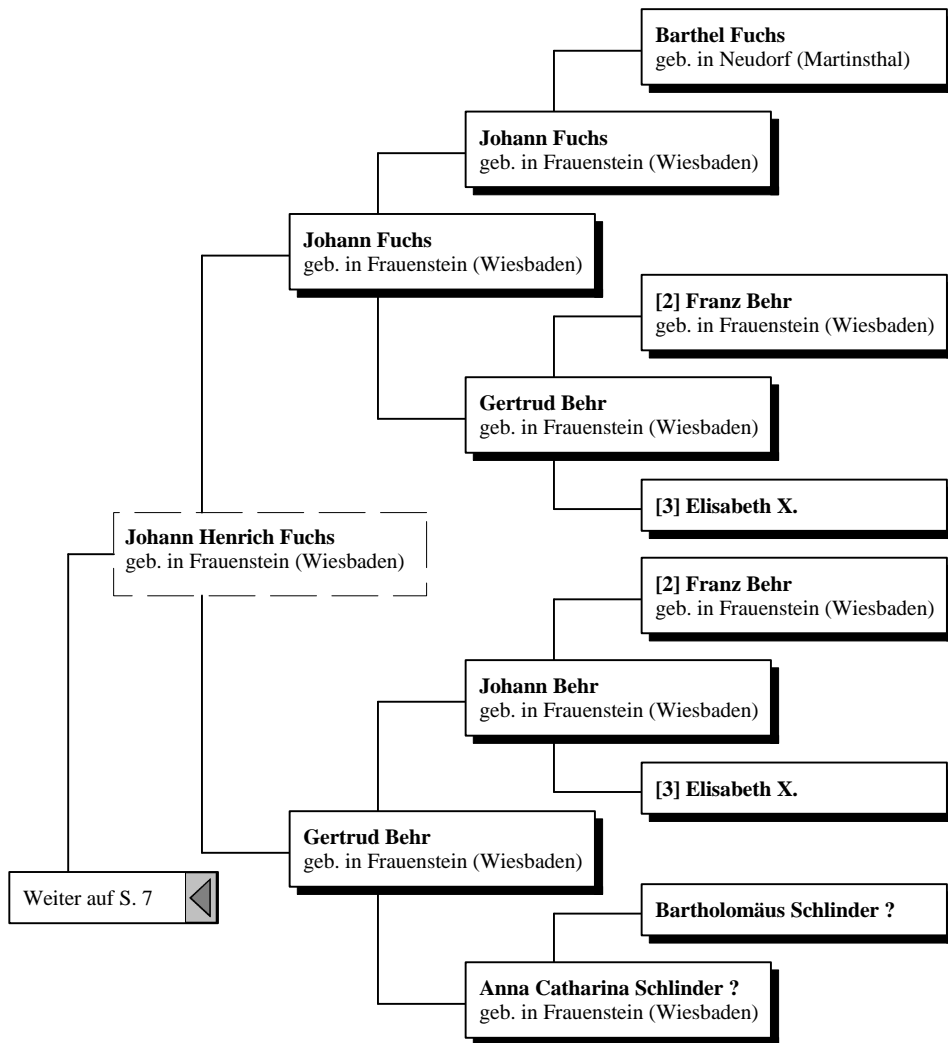 Barthel Fuchs
geb. in Neudorf (Martinsthal)
Johann Fuchs
geb. in Frauenstein (Wiesbaden)
Johann Fuchs
geb. in Frauenstein (Wiesbaden)
[2] Franz Behr
geb. in Frauenstein (Wiesbaden)
Gertrud Behr
geb. in Frauenstein (Wiesbaden)
[3] Elisabeth X.
Johann Henrich Fuchs
geb. in Frauenstein (Wiesbaden)
[2] Franz Behr
geb. in Frauenstein (Wiesbaden)
Johann Behr
geb. in Frauenstein (Wiesbaden)
[3] Elisabeth X.
Gertrud Behr
geb. in Frauenstein (Wiesbaden)
Weiter auf S. 7
Bartholomäus Schlinder ?
Anna Catharina Schlinder ?
geb. in Frauenstein (Wiesbaden)